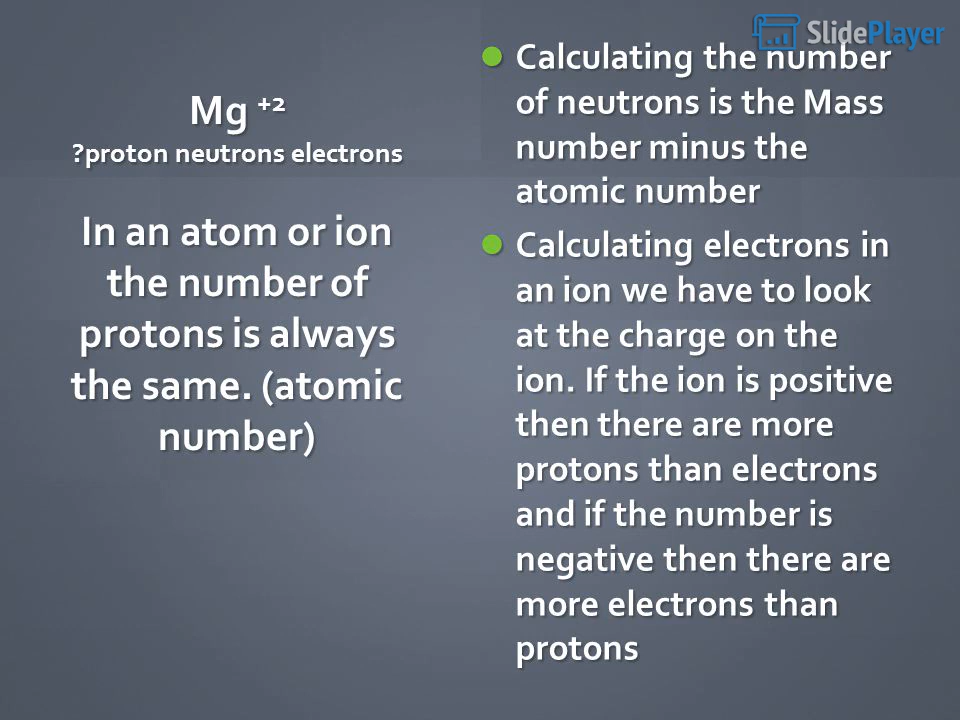 SlidePlayer
Mg +2
?proton neutrons electrons
In an atom or ion
the number of
protons is always
the same. (atomic
number)
Calculating the number
of neutrons is the Mass
number minus the
atomic number
Calculating electrons in
an ion we have to look
at the charge on the
ion. If the ion is positive
then there are more
protons than electrons
and if the number is
negative then there are
more electrons than
protons